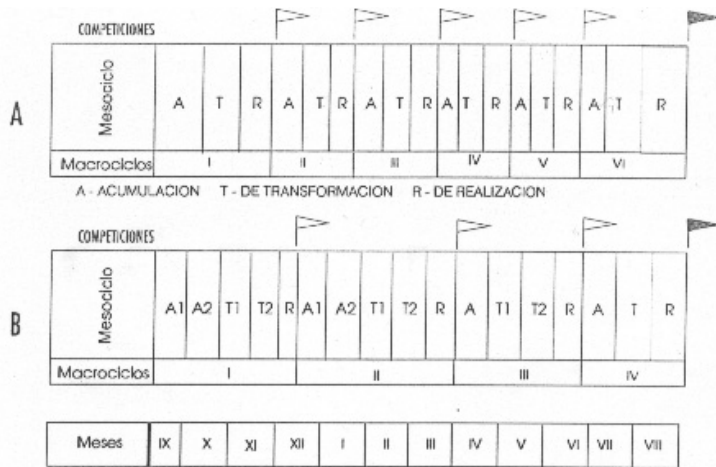 COMPETICIONES
A
Mesociclo
A T R A T R A T R A T R A T R A T R
Macrociclos I II III IV V VI
A - ACUMULACION T - DE TRANSFORMACION R - DE REALIZACION
COMPETICIONES
B
Mesociclo
A1 A2 T1 T2 R A1 A2 T1 T2 R A T1 T2 R A T R
Macrociclos I II III IV
Meses IX X XI XII I II III IV V VI VII VIII